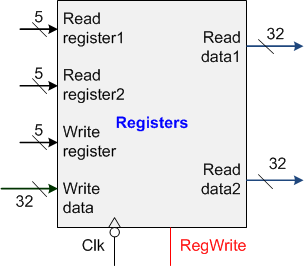 5
Read
register1
Read
data1
32
5
Read
register2
Registers
5
Write
register
Read
data2
32
32
Write
data
Clk
RegWrite